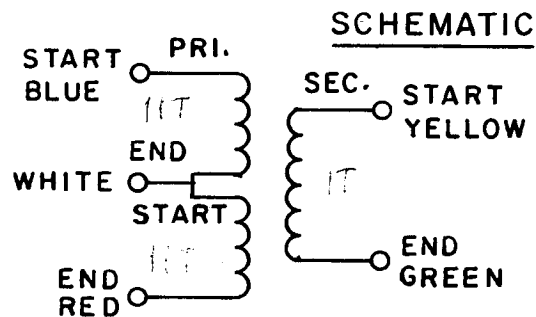 SCHEMATIC
PRI.
START
BLUE
11T
END
WHITE
START
11T
END
RED
SEC.
START
YELLOW
1T
END
GREEN